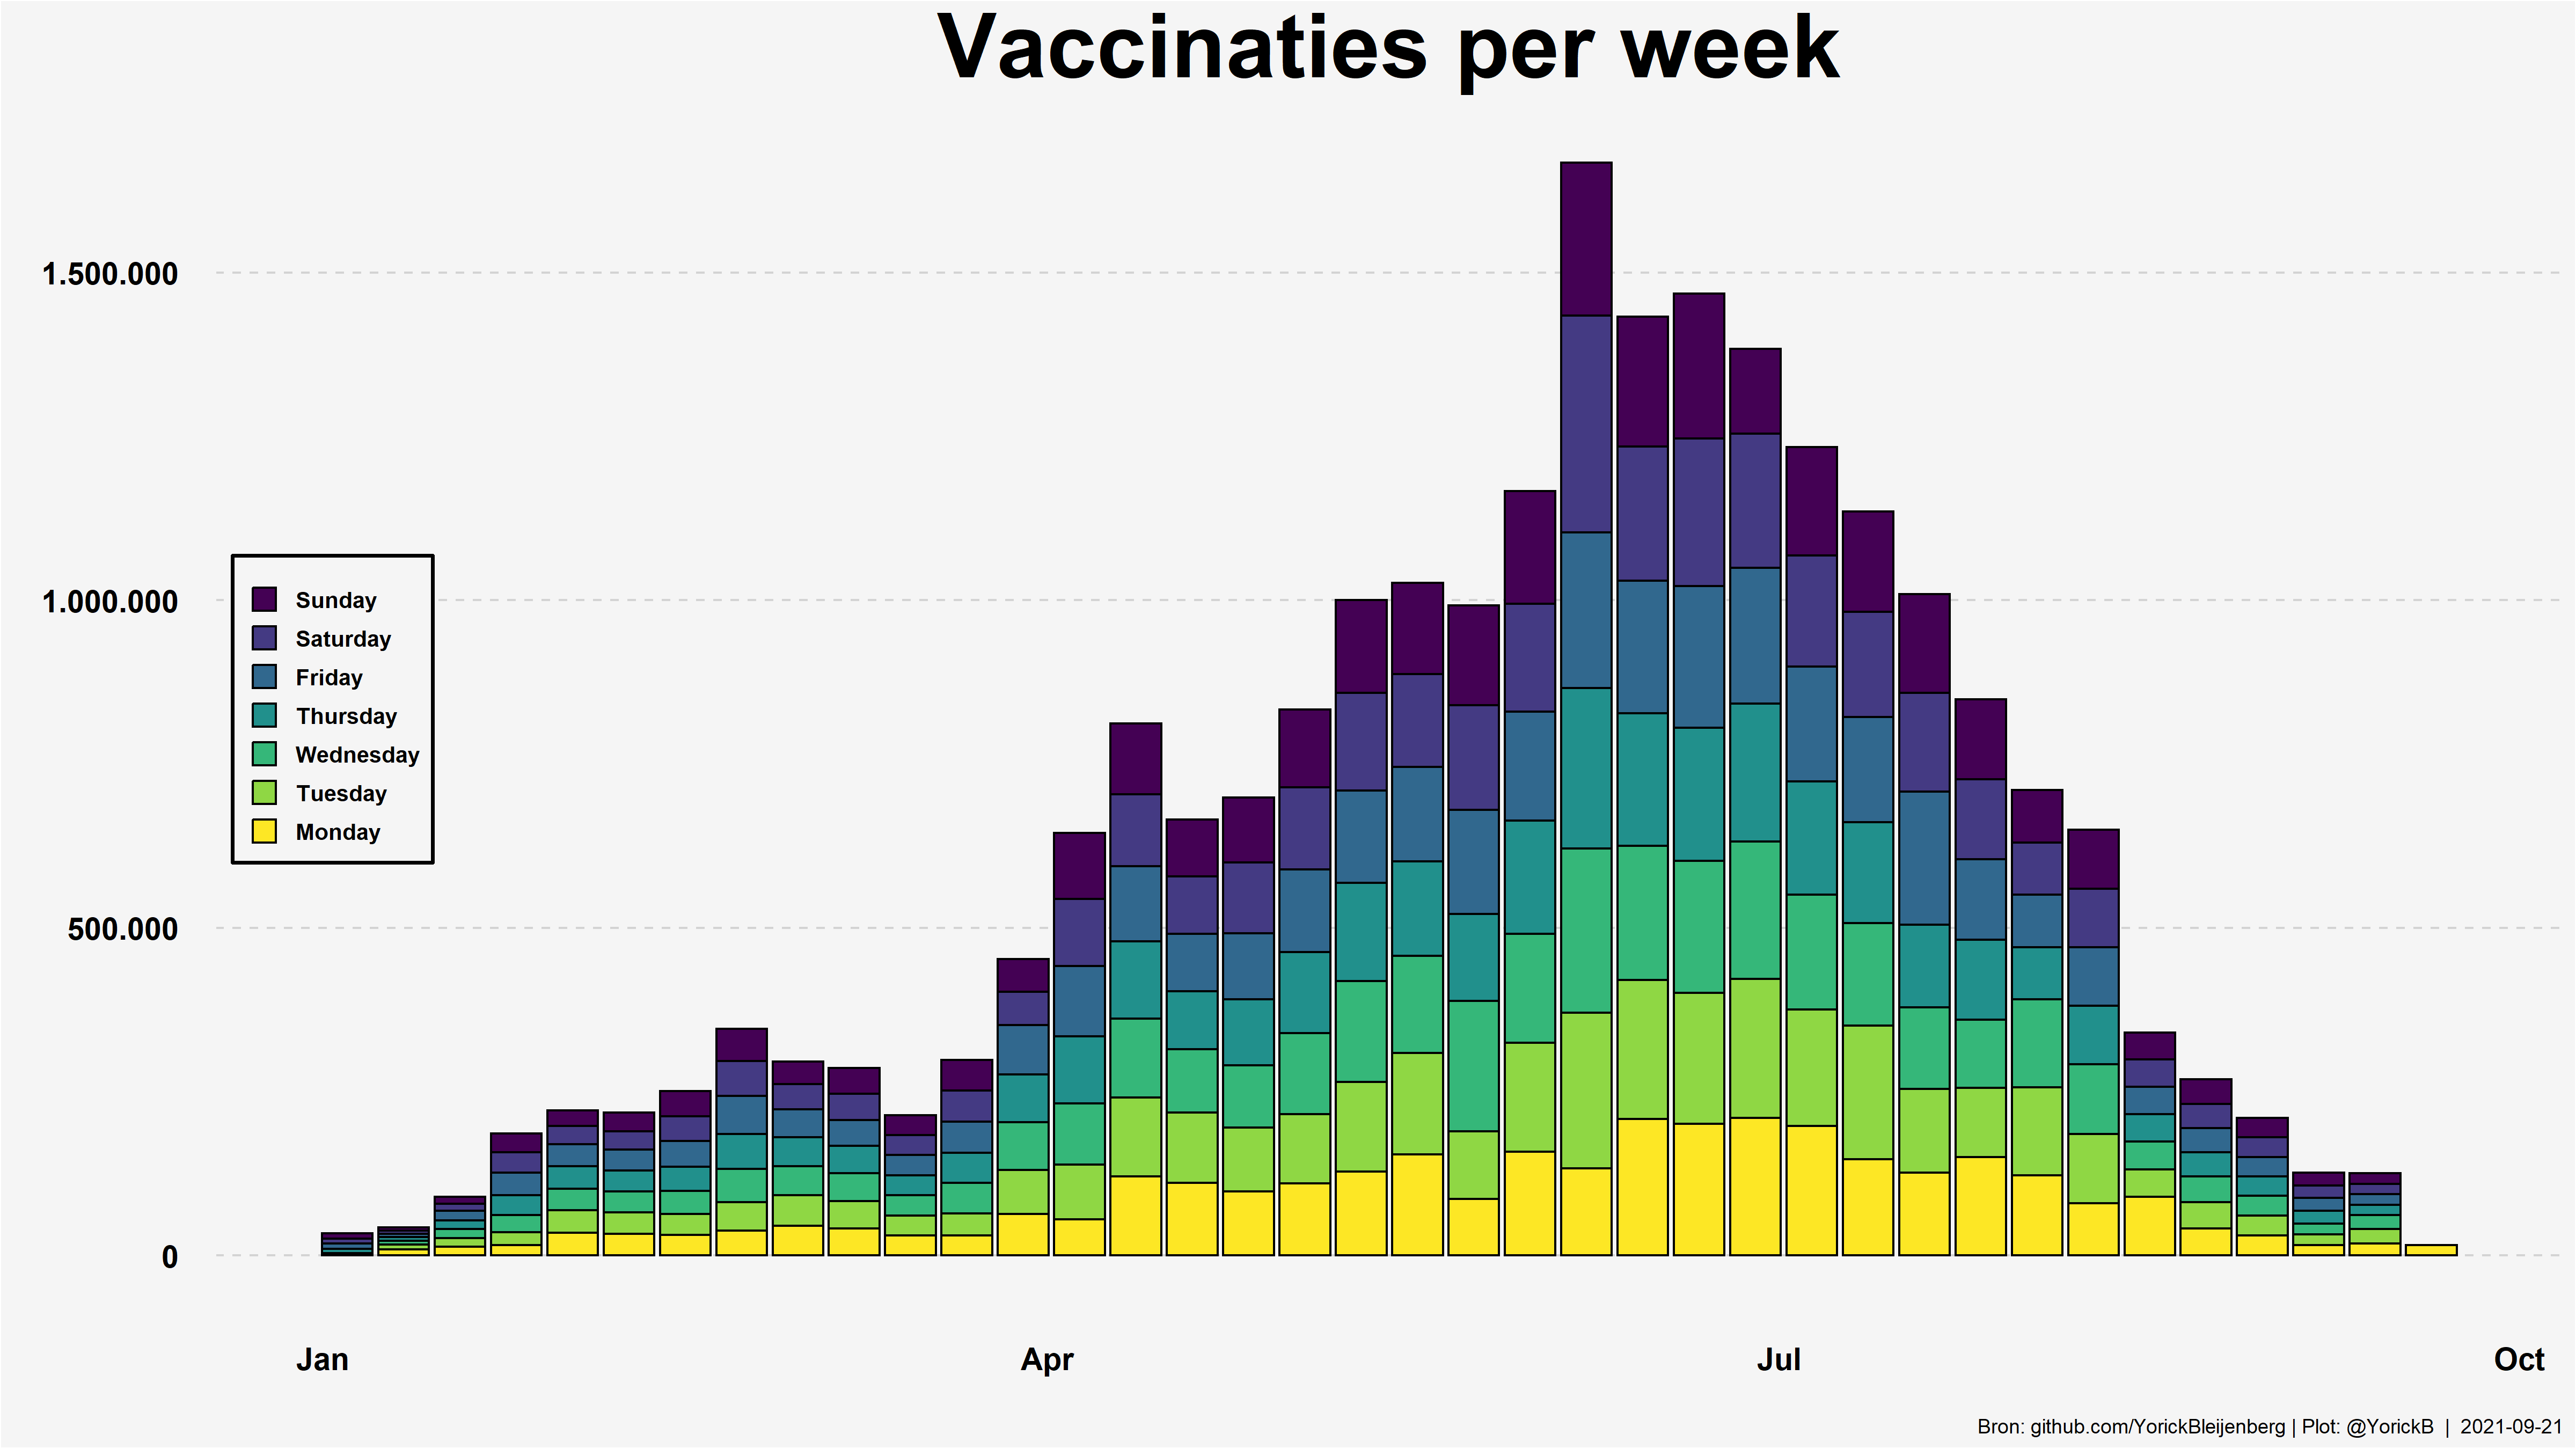 Vaccinaties per week
1.500.000
1.000.000
500.000
0
Sunday
Saturday
Friday
Thursday
Wednesday
Tuesday
Monday
Jan Apr Jul Oct
Bron: github.com/YorickBleijenberg | Plot: @YorickB | 2021-09-21